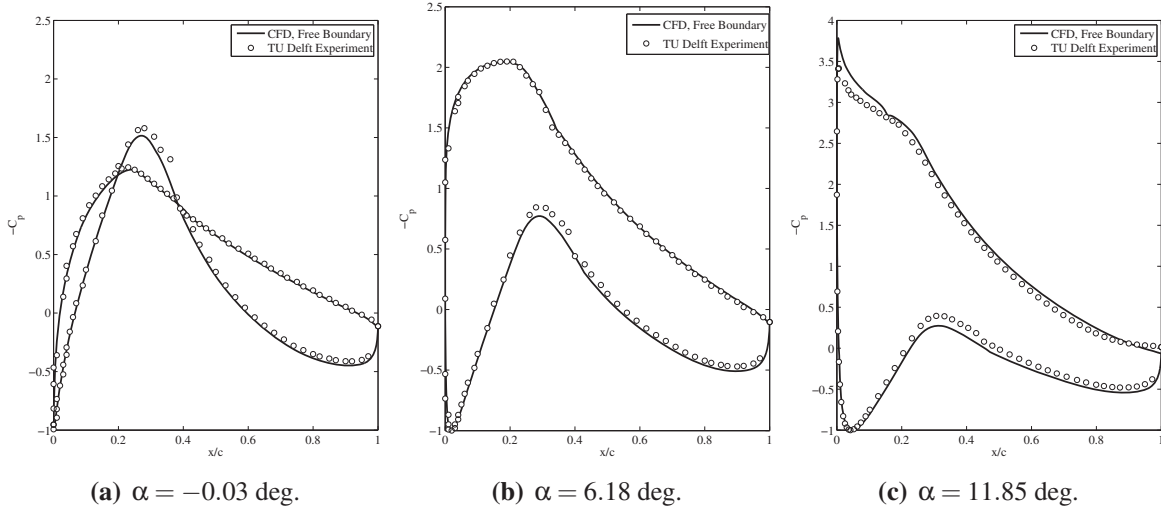 2.5
2
1.5
1
0.5
0
−0.5
−1
−C_p
0 0.2 0.4 0.6 0.8 1
x/c
CFD, Free Boundary
TU Delft Experiment
(a) α = −0.03 deg.
2.5
2
1.5
1
0.5
0
−0.5
−1
−C_p
0 0.2 0.4 0.6 0.8 1
x/c
CFD, Free Boundary
TU Delft Experiment
(b) α = 6.18 deg.
4
3.5
3
2.5
2
1.5
1
0.5
0
−0.5
−1
−C_p
0 0.2 0.4 0.6 0.8 1
x/c
CFD, Free Boundary
TU Delft Experiment
(c) α = 11.85 deg.